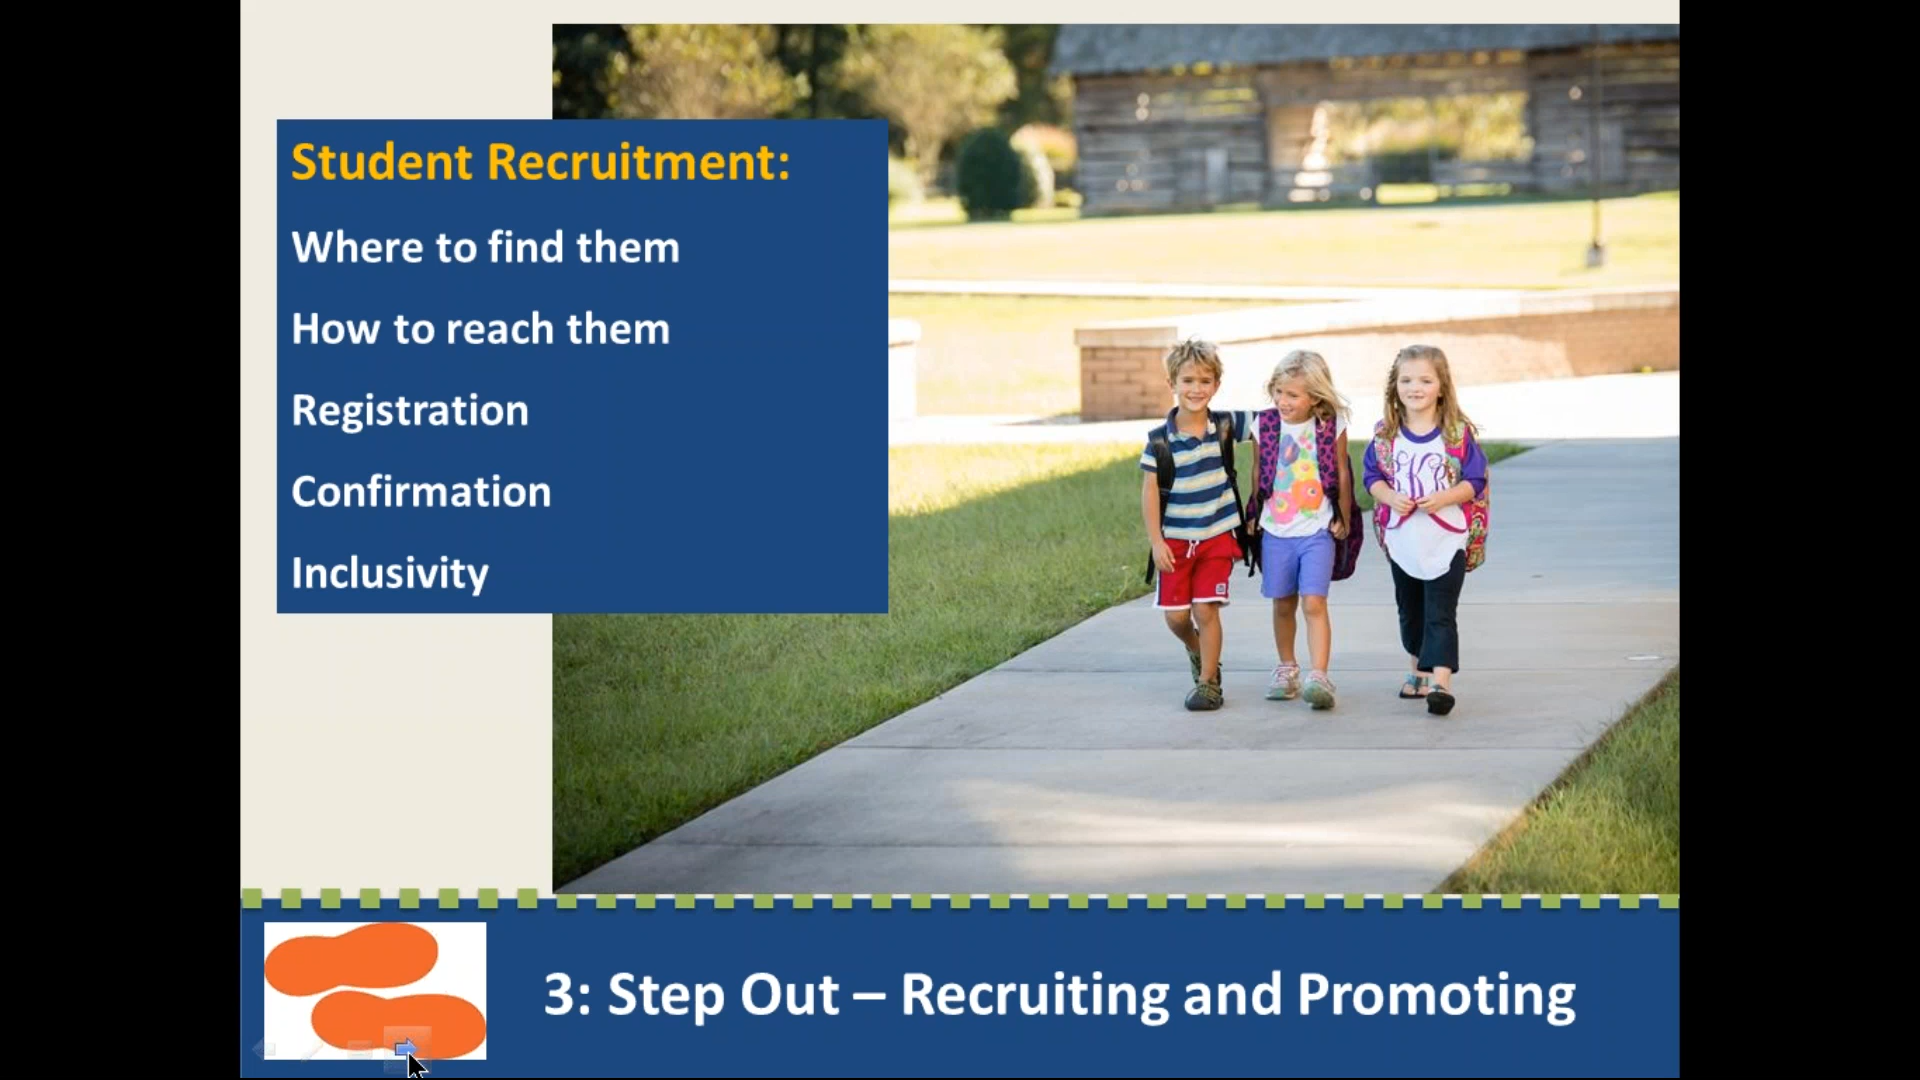 Student Recruitment:
Where to find them
How to reach them
Registration
Confirmation
Inclusivity
3: Step Out – Recruiting and Promoting